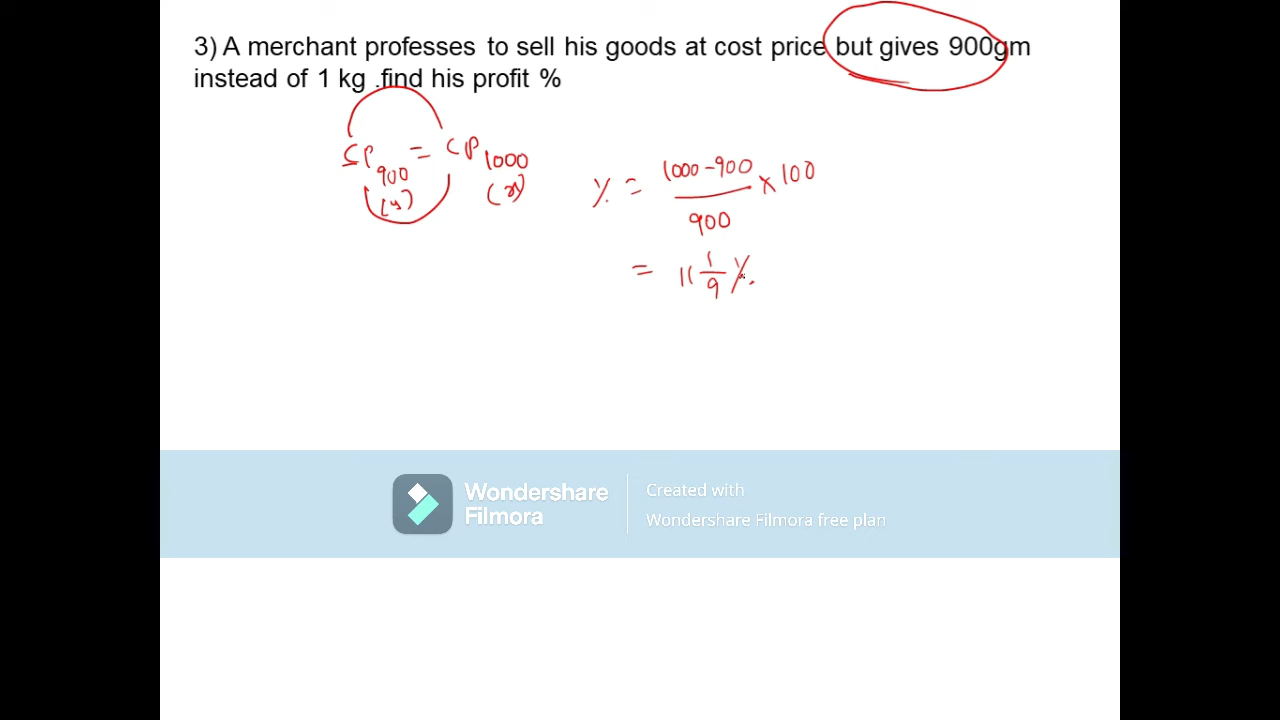 3) A merchant professes to sell his goods at cost price but gives 900gm
instead of 1 kg .find his profit %
SP900 = CP1000
(y) (x)
% = 1000-900/900 × 100
= 11 1/9 %.
Wondershare
Filmora
Created with
Wondershare Filmora free plan